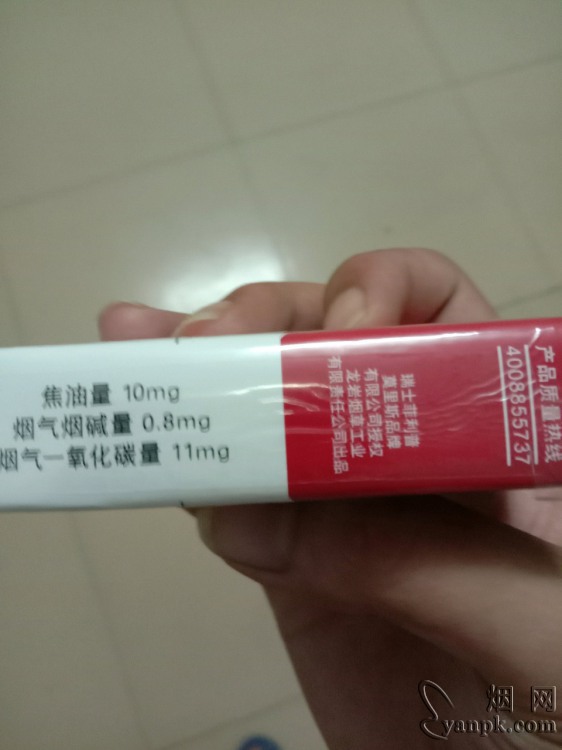 焦油量 10mg
烟气烟碱量 0.8mg
烟气一氧化碳量 11mg
瑞士菲利普
莫里斯品牌
有限公司授权
龙岩烟草工业
有限责任公司出品
产品质量热线
4008855737
烟网
yanpk.com